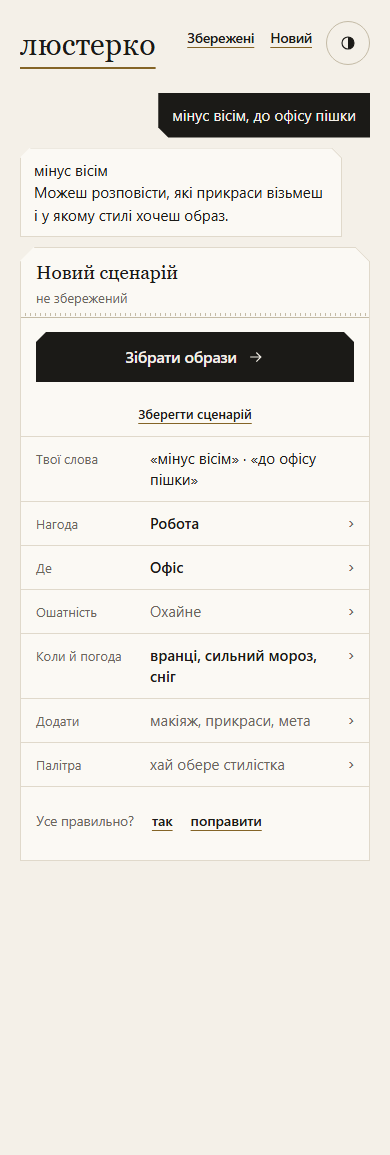 люстерко
Збережені Новий
мінус вісім, до офісу пішки
мінус вісім
Можеш розповісти, які прикраси візьмеш
і у якому стилі хочеш образ.
Новий сценарій
не збережений
Зібрати образи →
Зберегти сценарій
Твої слова «мінус вісім» · «до офісу
пішки»
Нагода Робота
Де Офіс
Ошатність Охайне
Коли й погода вранці, сильний мороз,
сніг
Додати макіяж, прикраси, мета
Палітра хай обере стилістка
Усе правильно? так поправити